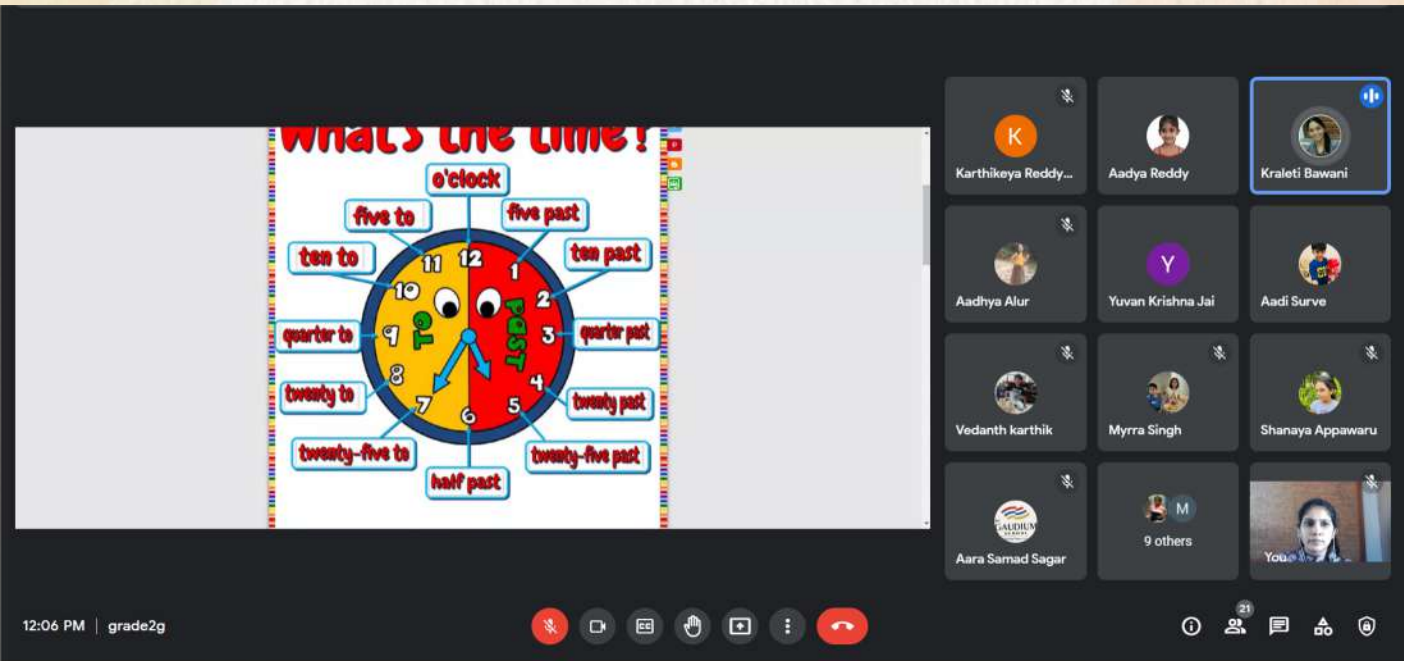 What's the time?
o'clock
five to
five past
ten to
ten past
11
12
1
10
2
TO
PAST
quarter to
9
3
quarter past
8
4
twenty to
twenty past
7
5
6
twenty-five to
twenty-five past
half past
K
Karthikeya Reddy...
Aadya Reddy
Kraleti Bawani
Aadhya Alur
Y
Yuvan Krishna Jai
Aadi Surve
Vedanth karthik
Myrra Singh
Shanaya Appawaru
GAUDIUM
Aara Samad Sagar
M
9 others
You
12:06 PM | grade2g
CC
21